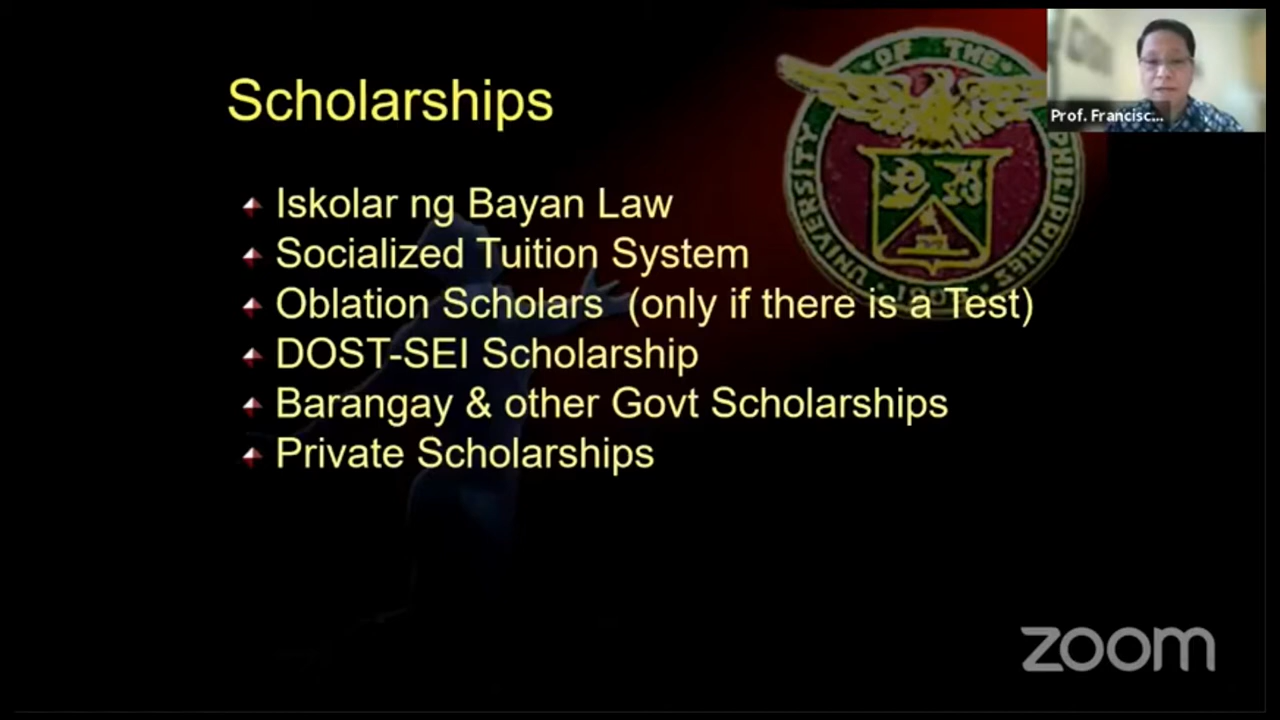 Scholarships
Iskolar ng Bayan Law
Socialized Tuition System
Oblation Scholars (only if there is a Test)
DOST-SEI Scholarship
Barangay & other Govt Scholarships
Private Scholarships
UNIVERSITY OF THE PHILIPPINES
Prof. Francisc...
zoom